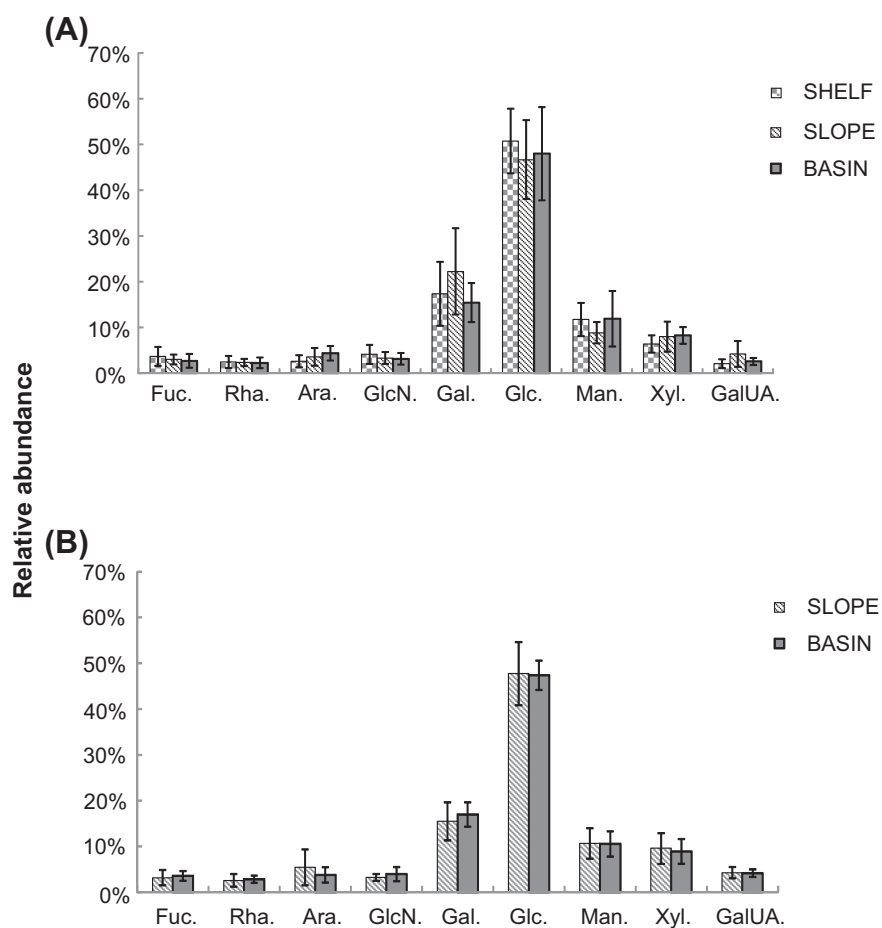 (A)
70%
60%
50%
40%
30%
20%
10%
0%
Fuc. Rha. Ara. GlcN. Gal. Glc. Man. Xyl. GalUA.
SHELF
SLOPE
BASIN
Relative abundance
(B)
70%
60%
50%
40%
30%
20%
10%
0%
Fuc. Rha. Ara. GlcN. Gal. Glc. Man. Xyl. GalUA.
SLOPE
BASIN